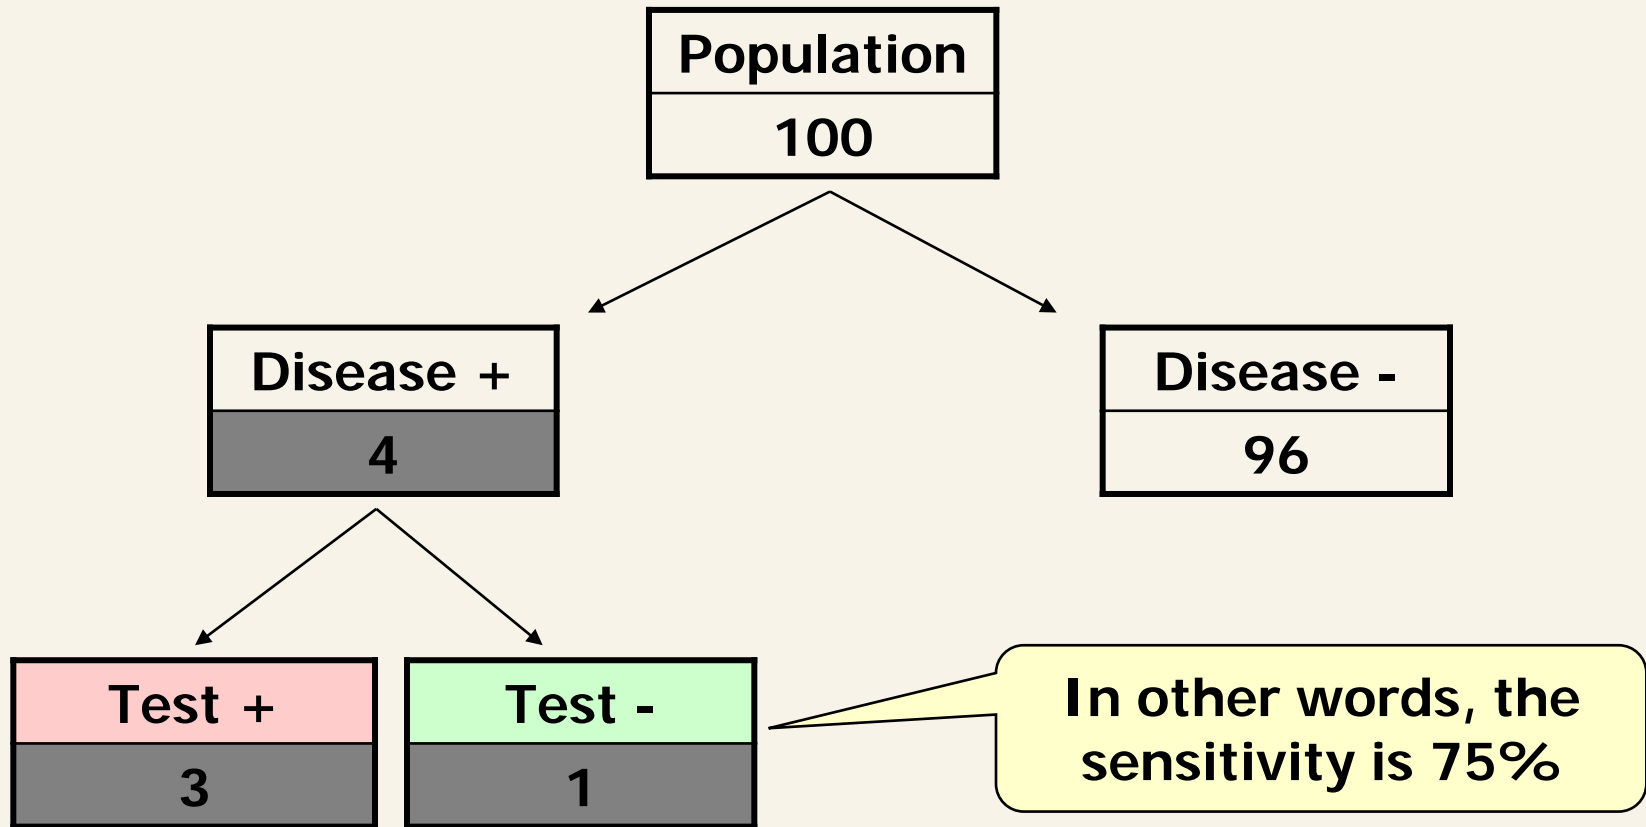 Population
100
Disease +
Disease -
4
96
Test +
Test -
In other words, the
sensitivity is 75%
3
1